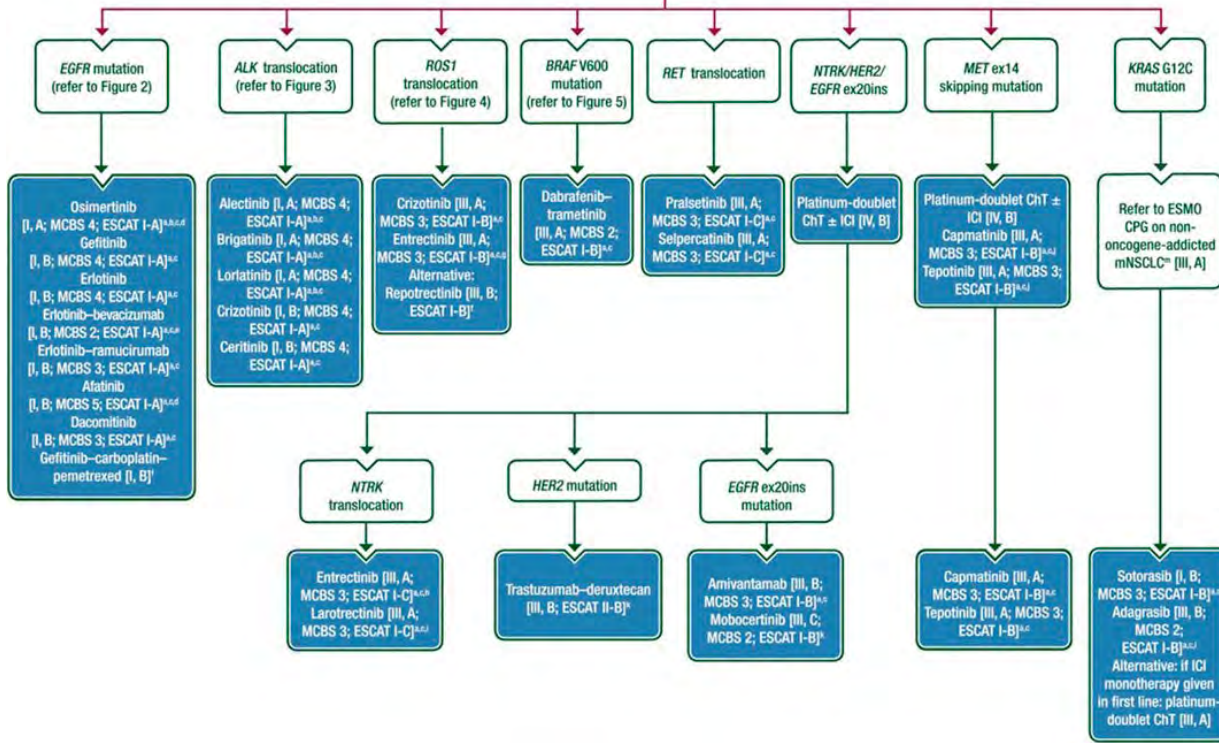 EGFR mutation
(refer to Figure 2)
ALK translocation
(refer to Figure 3)
ROS1
translocation
(refer to Figure 4)
BRAF V600
mutation
(refer to Figure 5)
RET translocation
NTRK/HER2/
EGFR ex20ins
MET ex14
skipping mutation
KRAS G12C
mutation
Osimertinib
[I, A; MCBS 4; ESCAT I-A]a,b,c,d
Gefitinib
[I, B; MCBS 4; ESCAT I-A]a,c
Erlotinib
[I, B; MCBS 4; ESCAT I-A]a,c
Erlotinib–bevacizumab
[I, B; MCBS 2; ESCAT I-A]a,c,e
Erlotinib–ramucirumab
[I, B; MCBS 3; ESCAT I-A]a,c
Afatinib
[I, B; MCBS 5; ESCAT I-A]a,c,d
Dacomitinib
[I, B; MCBS 3; ESCAT I-A]a,c
Gefitinib–carboplatin–
pemetrexed [I, B]f
Alectinib [I, A; MCBS 4;
ESCAT I-A]a,b,c
Brigatinib [I, A; MCBS 4;
ESCAT I-A]a,b,c
Lorlatinib [I, A; MCBS 4;
ESCAT I-A]a,b,c
Crizotinib [I, B; MCBS 4;
ESCAT I-A]a,c
Ceritinib [I, B; MCBS 4;
ESCAT I-A]a,c
Crizotinib [III, A;
MCBS 3; ESCAT I-B]a,c
Entrectinib [III, A;
MCBS 3; ESCAT I-B]a,c,g
Alternative:
Repotrectinib [III, B;
ESCAT I-B]f
Dabrafenib–
trametinib
[III, A; MCBS 2;
ESCAT I-B]a,c
Pralsetinib [III, A;
MCBS 3; ESCAT I-C]a,c
Selpercatinib [III, A;
MCBS 3; ESCAT I-C]a,c
Platinum-doublet
ChT ± ICI [IV, B]
Platinum-doublet ChT ±
ICI [IV, B]
Capmatinib [III, A;
MCBS 3; ESCAT I-B]a,c,j
Tepotinib [III, A; MCBS 3;
ESCAT I-B]a,c,j
Refer to ESMO
CPG on non-
oncogene-addicted
mNSCLCm [III, A]
NTRK
translocation
HER2 mutation
EGFR ex20ins
mutation
Entrectinib [III, A;
MCBS 3; ESCAT I-C]a,c,h
Larotrectinib [III, A;
MCBS 3; ESCAT I-C]a,c,i
Trastuzumab–deruxtecan
[III, B; ESCAT II-B]k
Amivantamab [III, B;
MCBS 3; ESCAT I-B]a,c
Mobocertinib [III, C;
MCBS 2; ESCAT I-B]k
Capmatinib [III, A;
MCBS 3; ESCAT I-B]a,c
Tepotinib [III, A; MCBS 3;
ESCAT I-B]a,c
Sotorasib [I, B;
MCBS 3; ESCAT I-B]a,c
Adagrasib [III, B;
MCBS 2;
ESCAT I-B]a,c,l
Alternative: if ICI
monotherapy given
in first line: platinum-
doublet ChT [III, A]